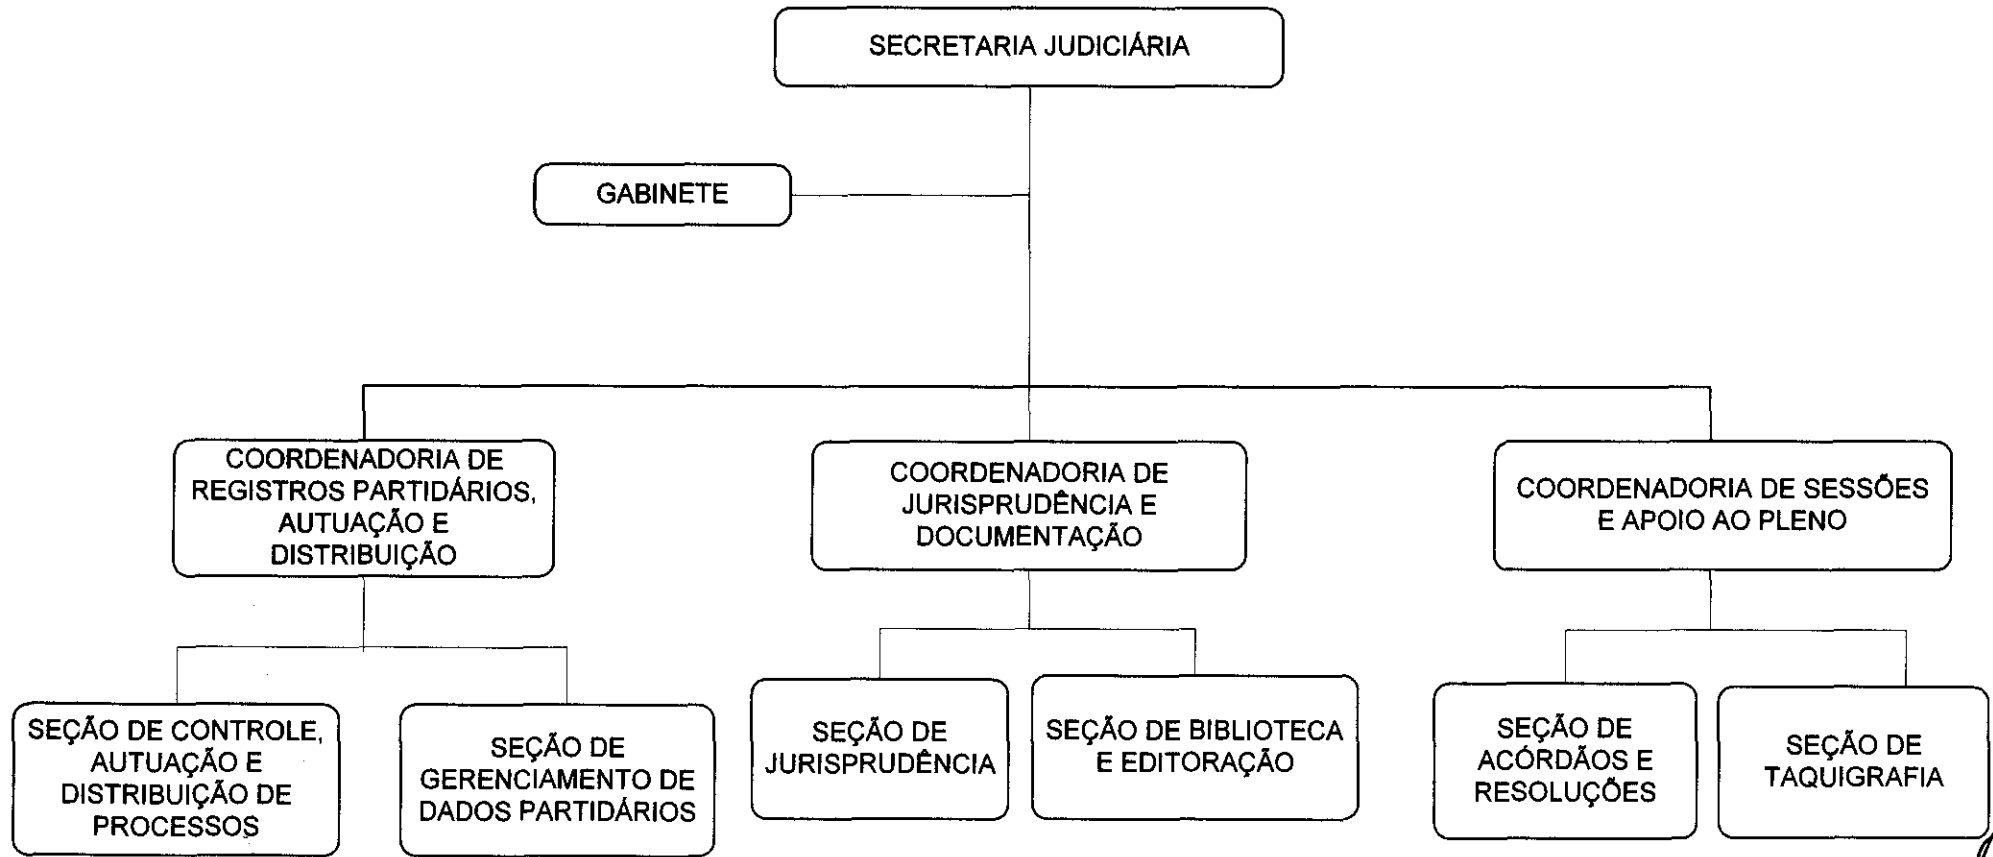 SECRETARIA JUDICIÁRIA
GABINETE
COORDENADORIA DE
REGISTROS PARTIDÁRIOS,
AUTUAÇÃO E
DISTRIBUIÇÃO
COORDENADORIA DE
JURISPRUDÊNCIA E
DOCUMENTAÇÃO
COORDENADORIA DE SESSÕES
E APOIO AO PLENO
SEÇÃO DE CONTROLE,
AUTUAÇÃO E
DISTRIBUIÇÃO DE
PROCESSOS
SEÇÃO DE
GERENCIAMENTO DE
DADOS PARTIDÁRIOS
SEÇÃO DE
JURISPRUDÊNCIA
SEÇÃO DE BIBLIOTECA
E EDITORAÇÃO
SEÇÃO DE
ACÓRDÃOS E
RESOLUÇÕES
SEÇÃO DE
TAQUIGRAFIA